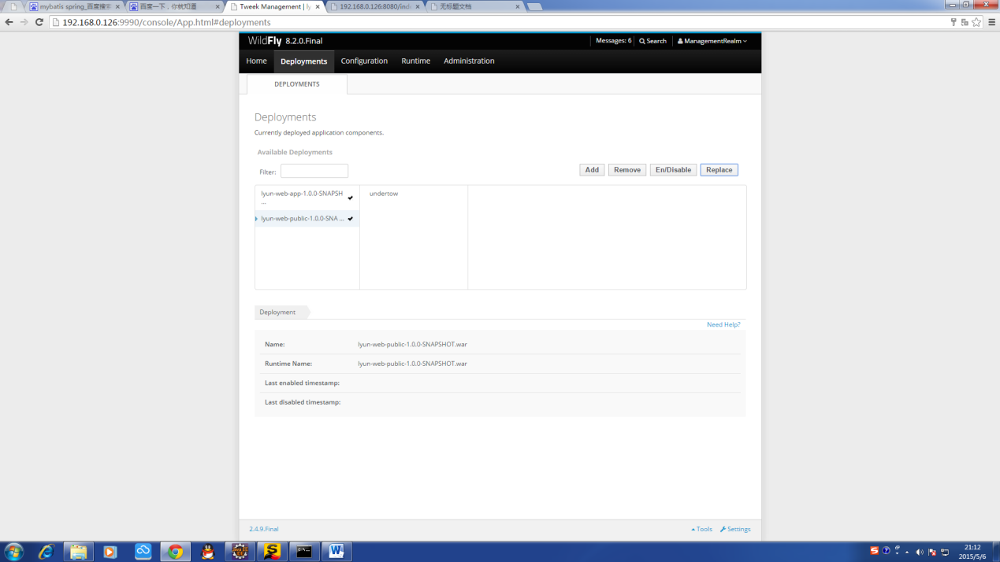 mybatis spring_百度搜索
百度一下，你就知道
Tweek Management | ly
192.168.0.126:8080/ind
无标题文档
192.168.0.126:9990/console/App.html#deployments
WildFly 8.2.0.Final
Messages: 6
Search
ManagementRealm
Home
Deployments
Configuration
Runtime
Administration
DEPLOYMENTS
Deployments
Currently deployed application components.
Available Deployments
Filter:
Add
Remove
En/Disable
Replace
lyun-web-app-1.0.0-SNAPSH
...
undertow
lyun-web-public-1.0.0-SNA ...
Deployment
Need Help?
Name: lyun-web-public-1.0.0-SNAPSHOT.war
Runtime Name: lyun-web-public-1.0.0-SNAPSHOT.war
Last enabled timestamp:
Last disabled timestamp:
2.4.9.Final
Tools
Settings
21:12
2015/5/6